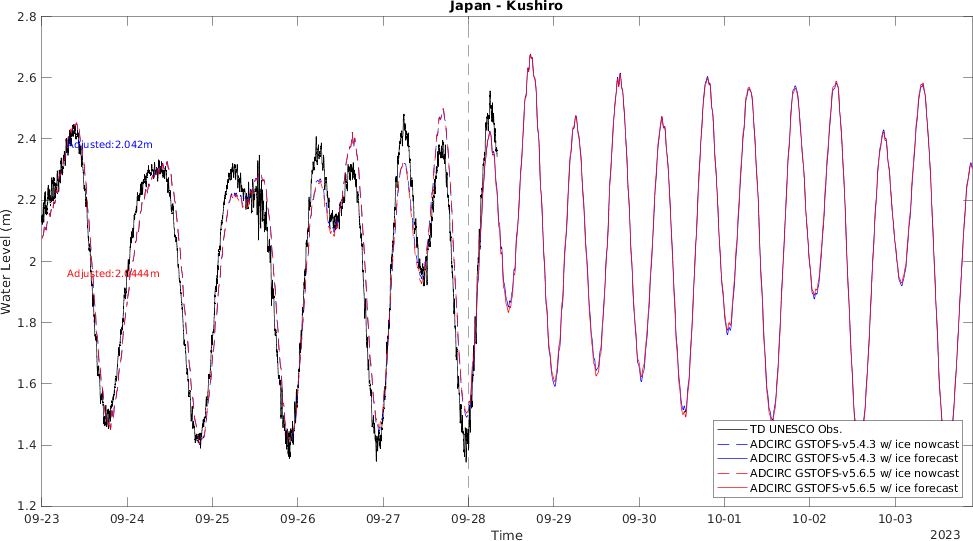 Japan - Kushiro
2.8
2.6
2.4
2.2
2
1.8
1.6
1.4
1.2
Water Level (m)
Adjusted:2.042m
Adjusted:2.0444m
TD UNESCO Obs.
ADCIRC GSTOFS-v5.4.3 w/ ice nowcast
ADCIRC GSTOFS-v5.4.3 w/ ice forecast
ADCIRC GSTOFS-v5.6.5 w/ ice nowcast
ADCIRC GSTOFS-v5.6.5 w/ ice forecast
09-23 09-24 09-25 09-26 09-27 09-28 09-29 09-30 10-01 10-02 10-03
Time
2023